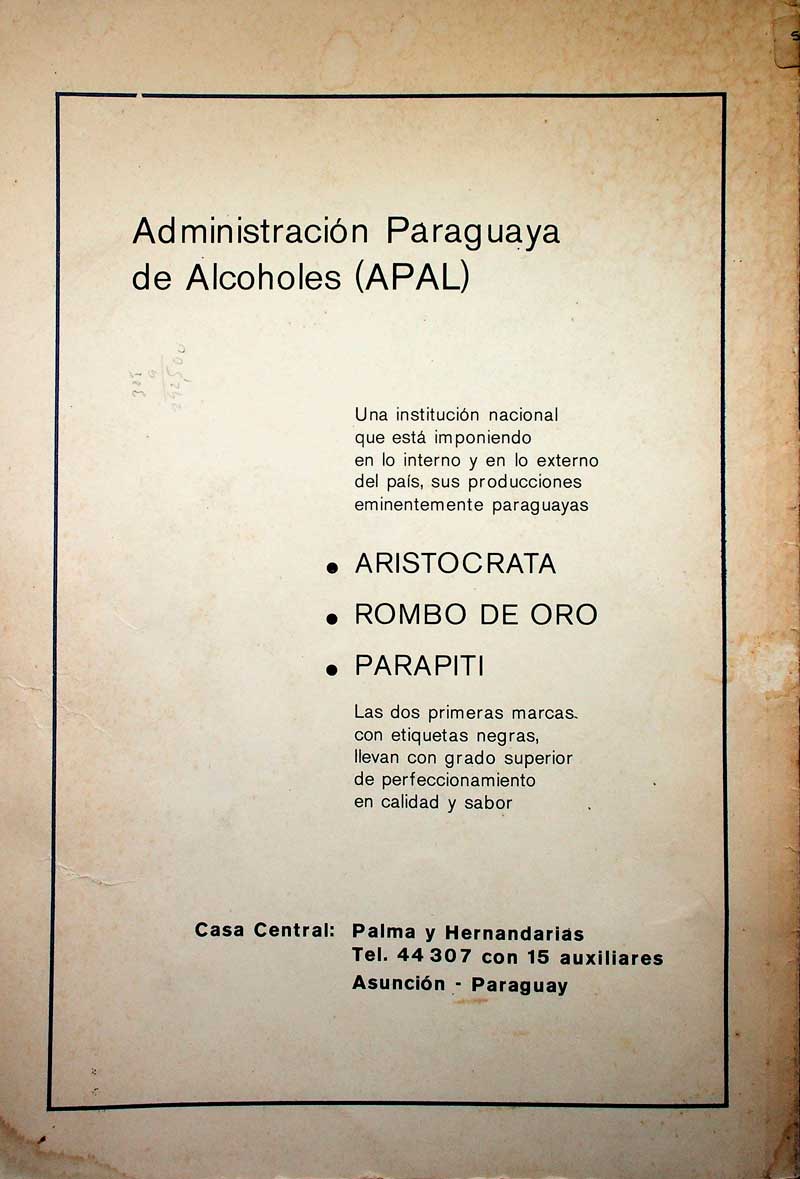 Administración Paraguaya
de Alcoholes (APAL)
Una institución nacional
que está imponiendo
en lo interno y en lo externo
del país, sus producciones
eminentemente paraguayas
• ARISTOCRATA
• ROMBO DE ORO
• PARAPITI
Las dos primeras marcas.
con etiquetas negras,
llevan con grado superior
de perfeccionamiento
en calidad y sabor
Casa Central: Palma y Hernandarias
Tel. 44 307 con 15 auxiliares
Asunción - Paraguay